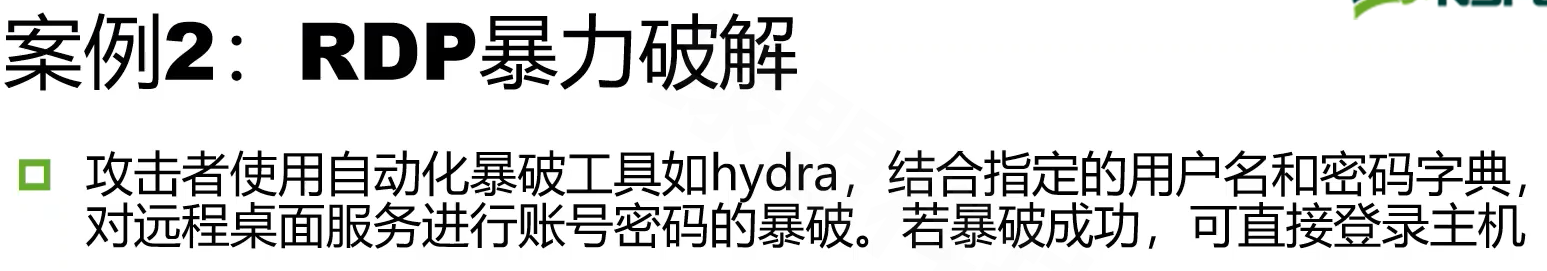 案例2：RDP暴力破解
攻击者使用自动化暴破工具如hydra，结合指定的用户名和密码字典，
对远程桌面服务进行账号密码的暴破。若暴破成功，可直接登录主机